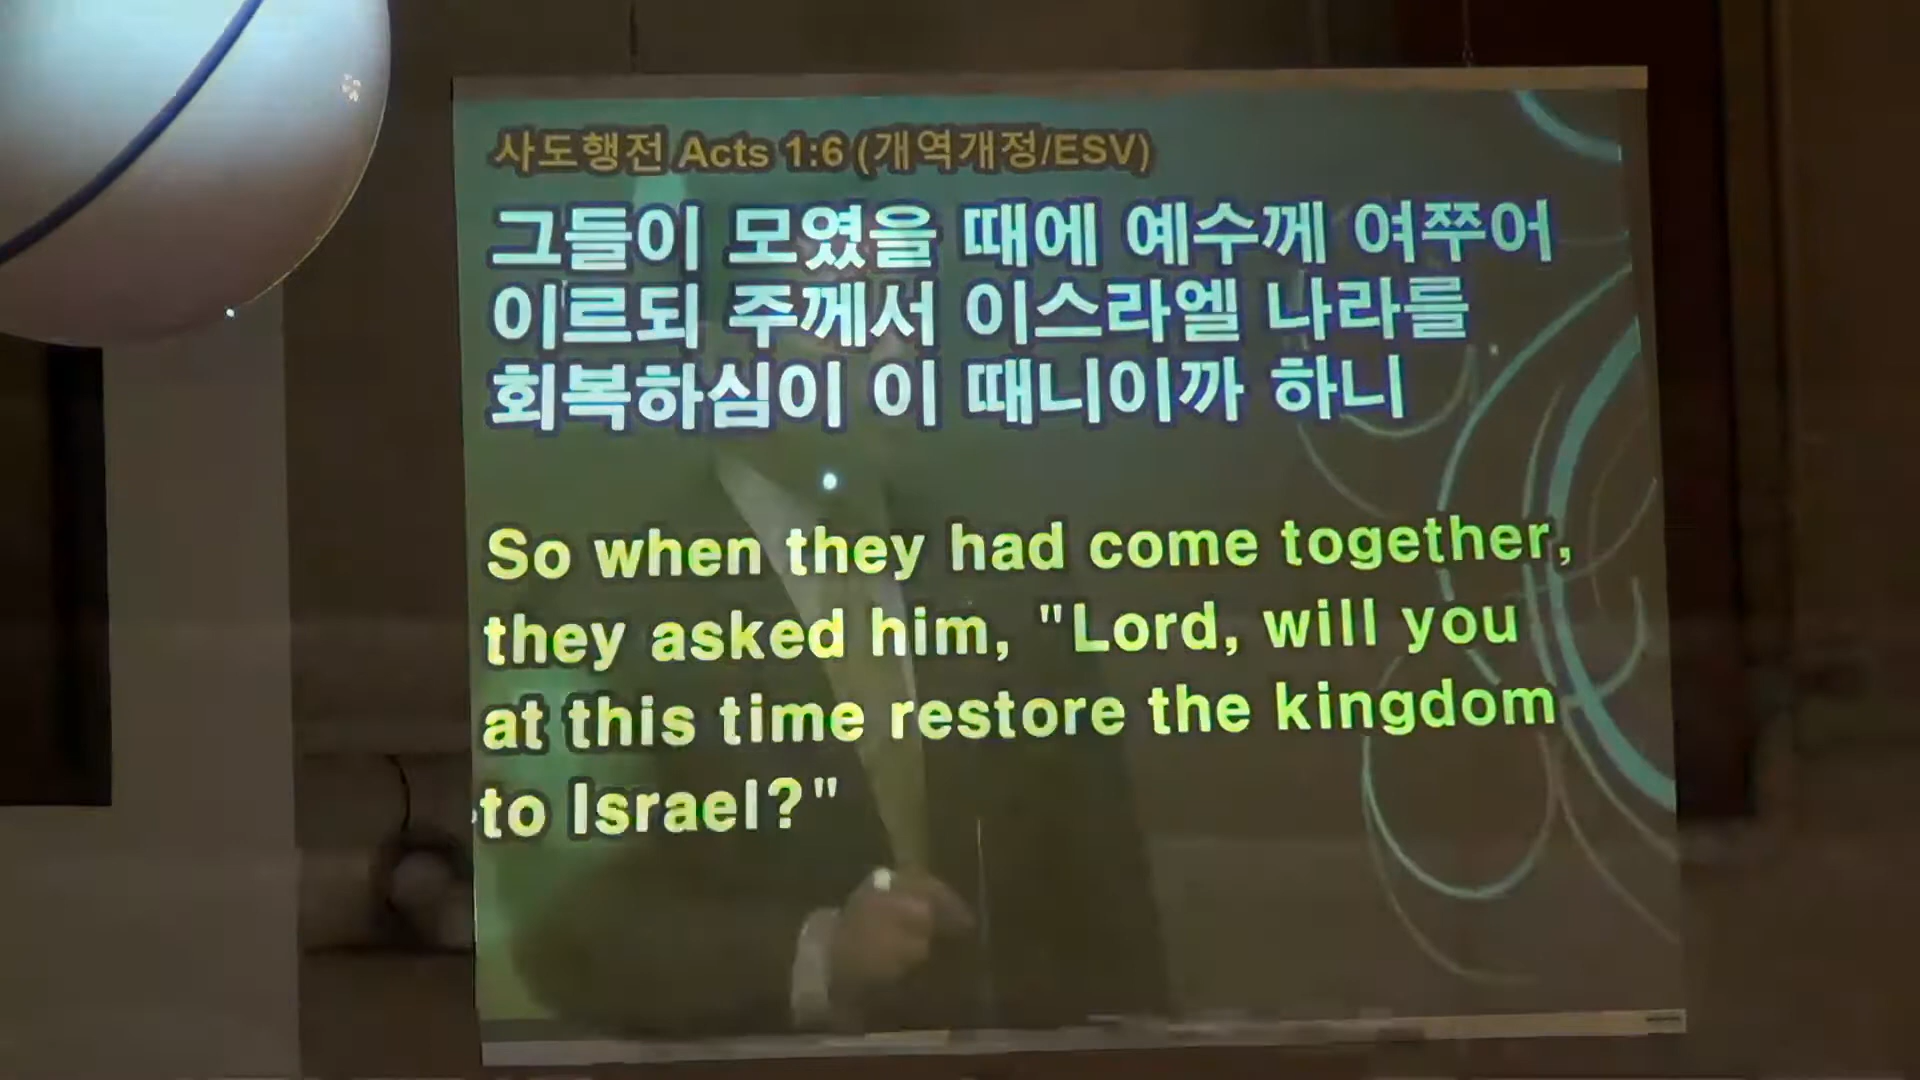 사도행전 Acts 1:6 (개역개정/ESV)
그들이 모였을 때에 예수께 여쭈어
이르되 주께서 이스라엘 나라를
회복하심이 이 때니이까 하니
So when they had come together,
they asked him, "Lord, will you
at this time restore the kingdom
to Israel?"